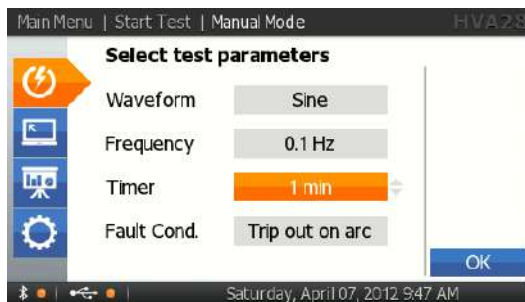 Main Menu | Start Test | Manual Mode HVA28
Select test parameters
Waveform Sine
Frequency 0.1 Hz
Timer 1 min
Fault Cond. Trip out on arc
OK
Saturday, April 07, 2012 9:47 AM